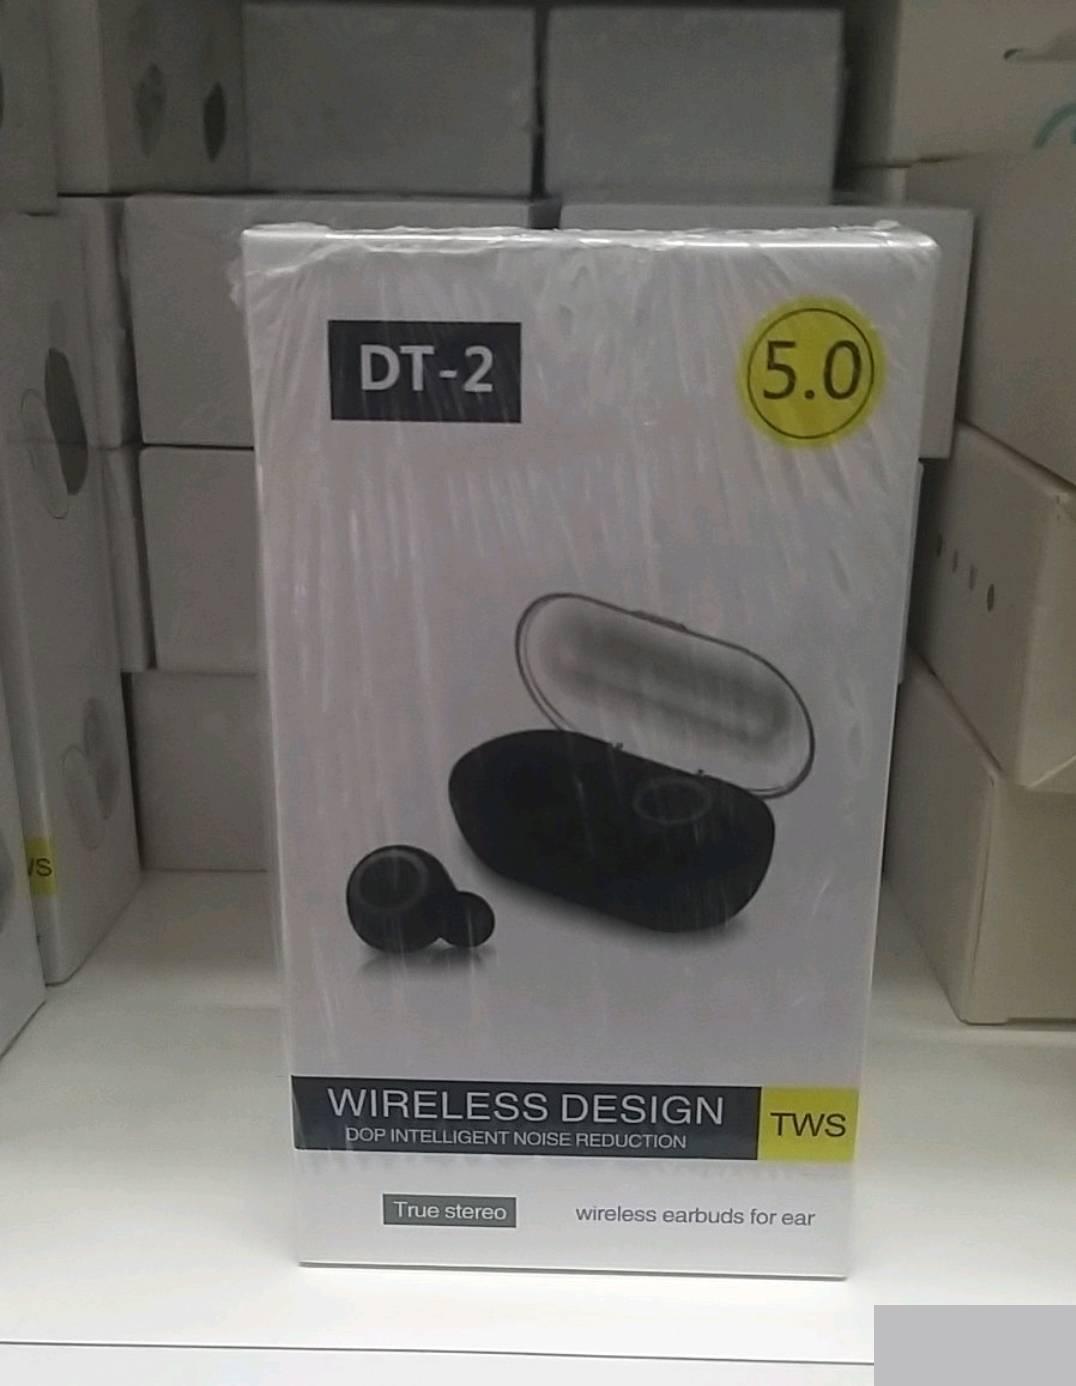 DT-2
5.0
WIRELESS DESIGN
DOP INTELLIGENT NOISE REDUCTION
TWS
True stereo
wireless earbuds for ear